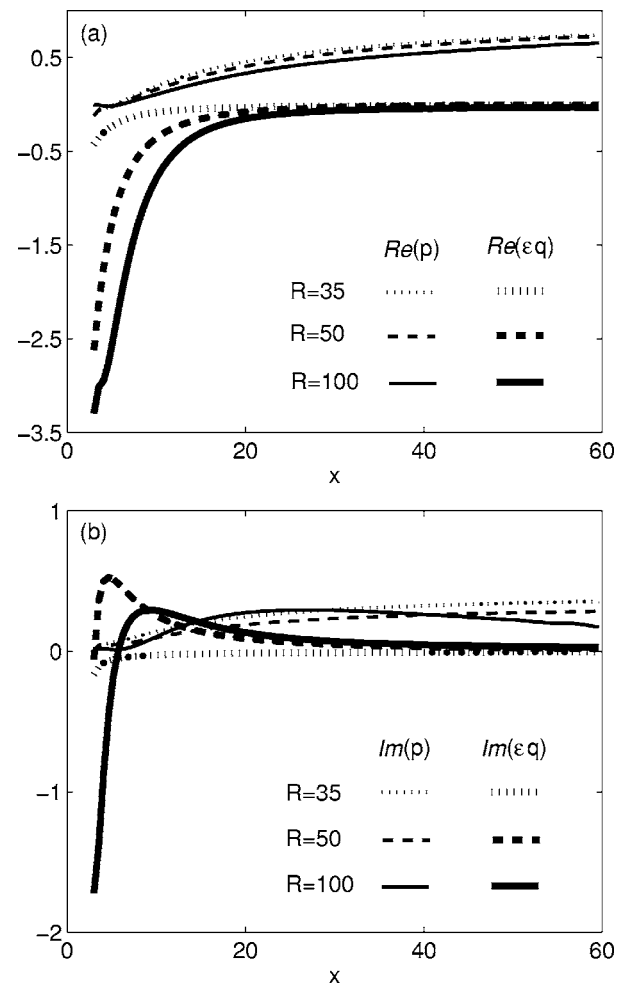 (a)
0.5
−0.5
−1.5
−2.5
−3.5
Re(p) Re(εq)
R=35
R=50
R=100
0 20 40 60
x
(b)
1
0
−1
−2
Im(p) Im(εq)
R=35
R=50
R=100
0 20 40 60
x